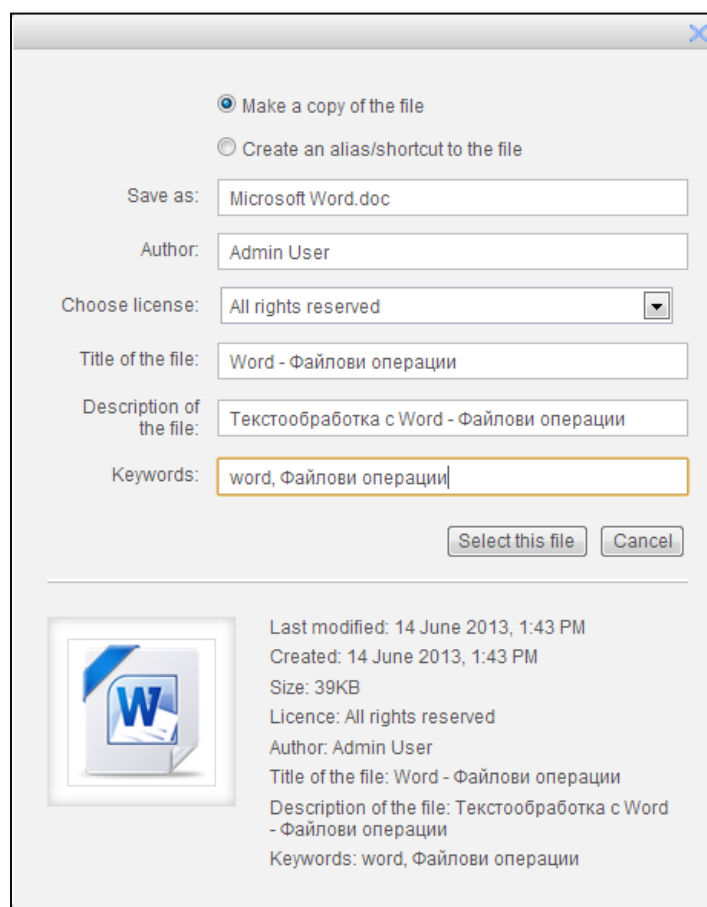 Make a copy of the file
Create an alias/shortcut to the file
Save as: Microsoft Word.doc
Author: Admin User
Choose license: All rights reserved
Title of the file: Word - Файлови операции
Description of
the file: Текстообработка с Word - Файлови операции
Keywords: word, Файлови операции
Select this file Cancel
Last modified: 14 June 2013, 1:43 PM
Created: 14 June 2013, 1:43 PM
Size: 39KB
Licence: All rights reserved
Author: Admin User
Title of the file: Word - Файлови операции
Description of the file: Текстообработка с Word
- Файлови операции
Keywords: word, Файлови операции
W